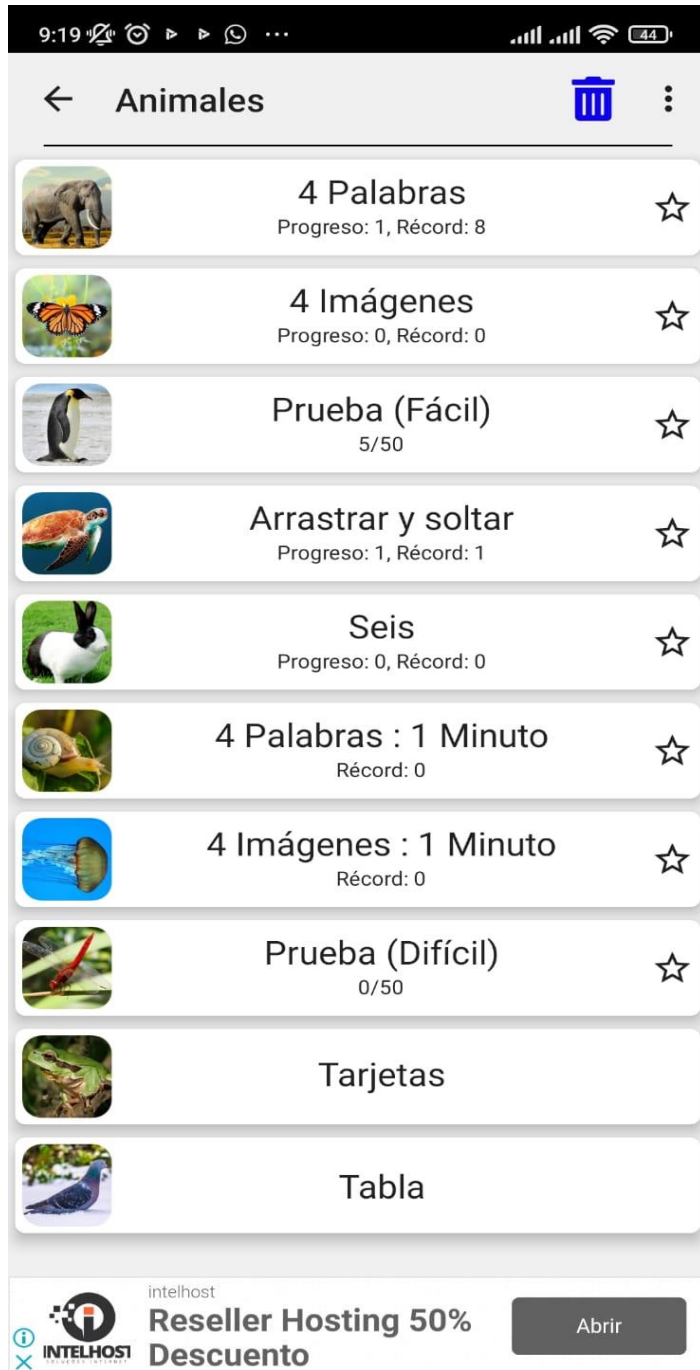 9:19
44
Animales
4 Palabras
Progreso: 1, Récord: 8
4 Imágenes
Progreso: 0, Récord: 0
Prueba (Fácil)
5/50
Arrastrar y soltar
Progreso: 1, Récord: 1
Seis
Progreso: 0, Récord: 0
4 Palabras : 1 Minuto
Récord: 0
4 Imágenes : 1 Minuto
Récord: 0
Prueba (Difícil)
0/50
Tarjetas
Tabla
intelhost
Reseller Hosting 50%
Descuento
Abrir
INTELHOST
SOLUÇÕES INTERNET